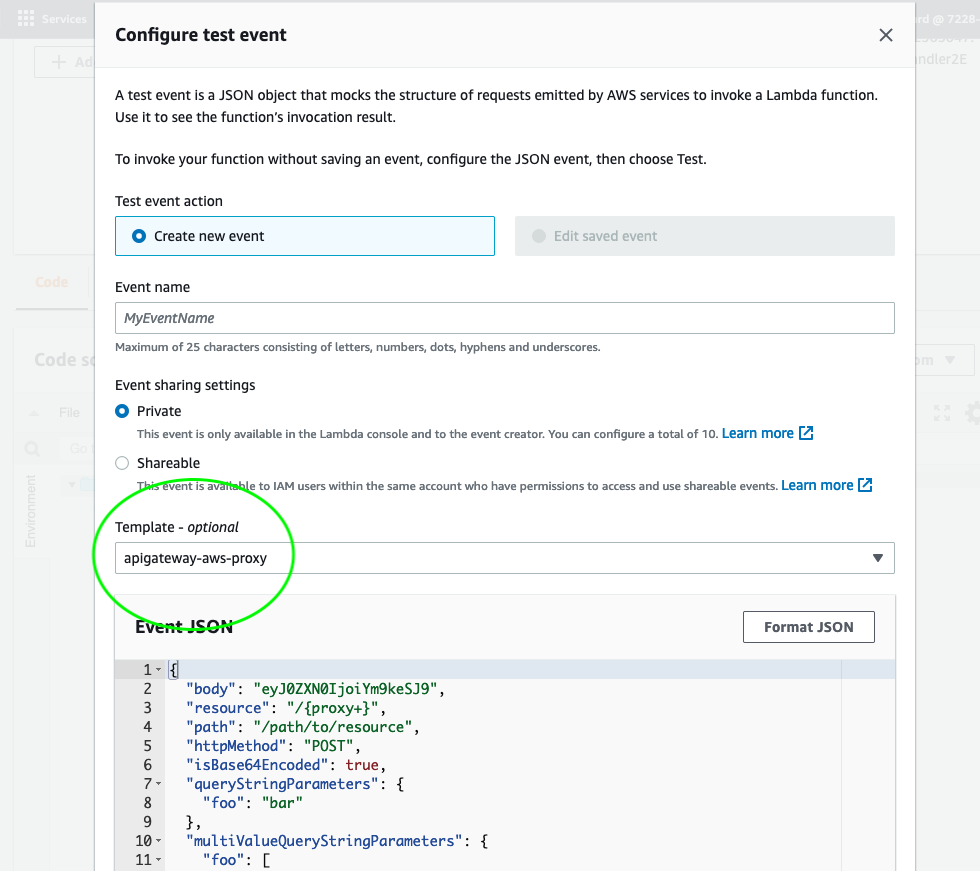 Services
Configure test event
rd @ 7228-
Add
ndler2E
A test event is a JSON object that mocks the structure of requests emitted by AWS services to invoke a Lambda function.
Use it to see the function's invocation result.
To invoke your function without saving an event, configure the JSON event, then choose Test.
Test event action
Create new event
Edit saved event
Code
Event name
MyEventName
Maximum of 25 characters consisting of letters, numbers, dots, hyphens and underscores.
Code so
om
Event sharing settings
File
Private
This event is only available in the Lambda console and to the event creator. You can configure a total of 10. Learn more
Go
Shareable
This event is available to IAM users within the same account who have permissions to access and use shareable events. Learn more
Environment
Template - optional
apigateway-aws-proxy
Event JSON
Format JSON
1 {
2 "body": "eyJ0ZXN0IjoiYm9keSJ9",
3 "resource": "/{proxy+}",
4 "path": "/path/to/resource",
5 "httpMethod": "POST",
6 "isBase64Encoded": true,
7 "queryStringParameters": {
8 "foo": "bar"
9 },
10 "multiValueQueryStringParameters": {
11 "foo": [